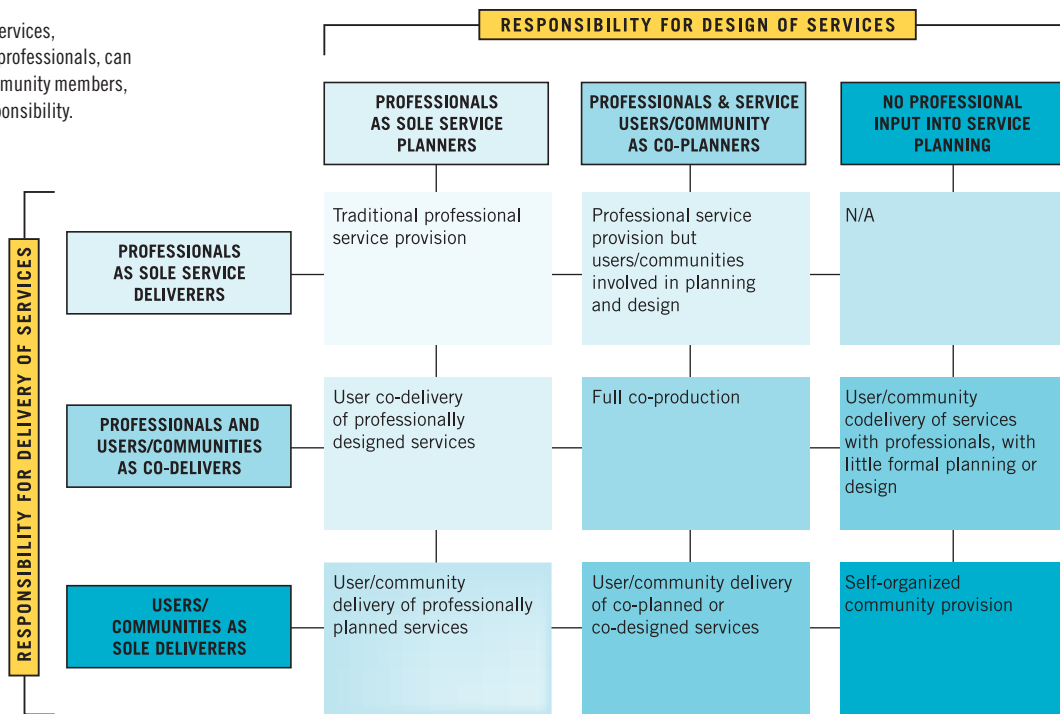 ervices,
professionals, can
munity members,
ponsibility.
RESPONSIBILITY FOR DESIGN OF SERVICES
PROFESSIONALS
AS SOLE SERVICE
PLANNERS
PROFESSIONALS & SERVICE
USERS/COMMUNITY
AS CO-PLANNERS
NO PROFESSIONAL
INPUT INTO SERVICE
PLANNING
RESPONSIBILITY FOR DELIVERY OF SERVICES
PROFESSIONALS
AS SOLE SERVICE
DELIVERERS
Traditional professional
service provision
Professional service
provision but
users/communities
involved in planning
and design
N/A
PROFESSIONALS AND
USERS/COMMUNITIES
AS CO-DELIVERS
User co-delivery
of professionally
designed services
Full co-production
User/community
codelivery of services
with professionals, with
little formal planning or
design
USERS/
COMMUNITIES AS
SOLE DELIVERERS
User/community
delivery of professionally
planned services
User/community delivery
of co-planned or
co-designed services
Self-organized
community provision